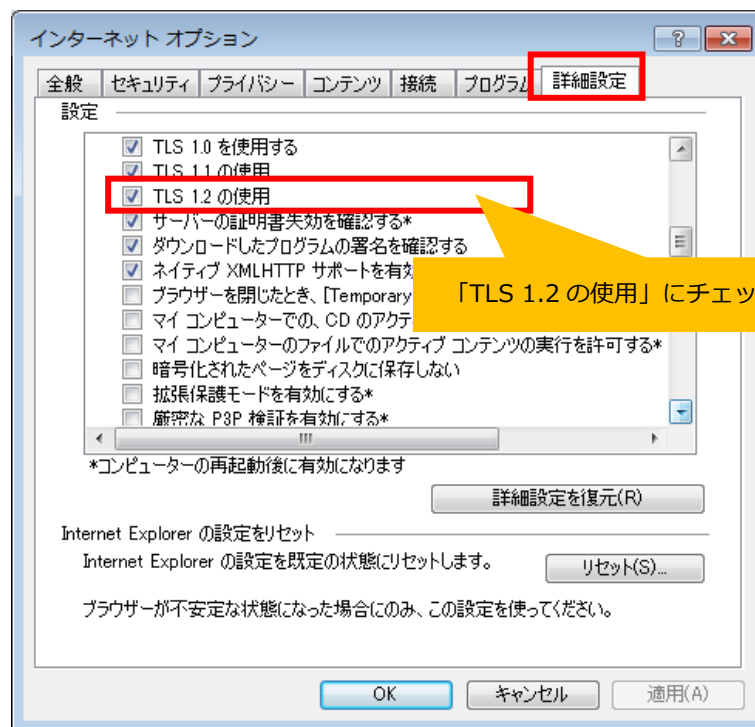 インターネット オプション
全般 セキュリティ プライバシー コンテンツ 接続 プログラム 詳細設定
設定
TLS 1.0 を使用する
TLS 1.1 の使用
TLS 1.2 の使用
サーバーの証明書失効を確認する*
ダウンロードしたプログラムの署名を確認する
ネイティブ XMLHTTP サポートを有効
「TLS 1.2 の使用」にチェッ
ブラウザーを閉じたとき、[Temporary
マイ コンピューターでの、CD のアクテ
マイ コンピューターのファイルでのアクティブ コンテンツの実行を許可する*
暗号化されたページをディスクに保存しない
拡張保護モードを有効にする*
厳密な P3P 検証を有効にする*
*コンピューターの再起動後に有効になります
詳細設定を復元(R)
Internet Explorer の設定をリセット
Internet Explorer の設定を既定の状態にリセットします。
リセット(S)...
ブラウザーが不安定な状態になった場合にのみ、この設定を使ってください。
OK キャンセル 適用(A)